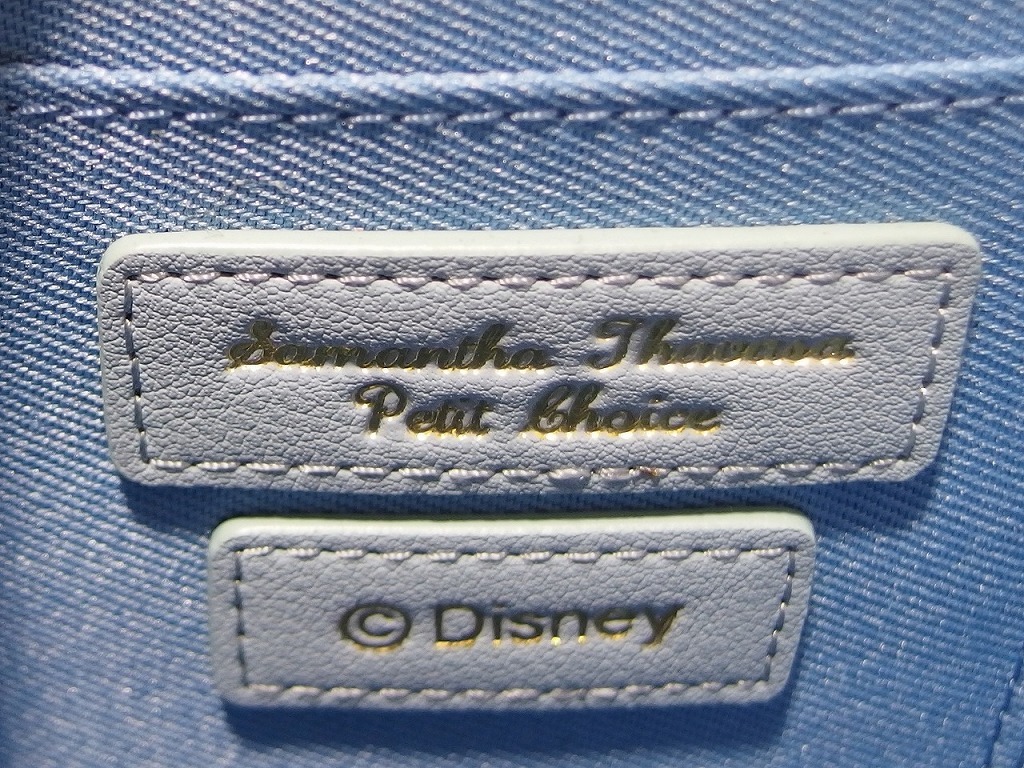 Samantha Thavasa
Petit Choice
© Disney